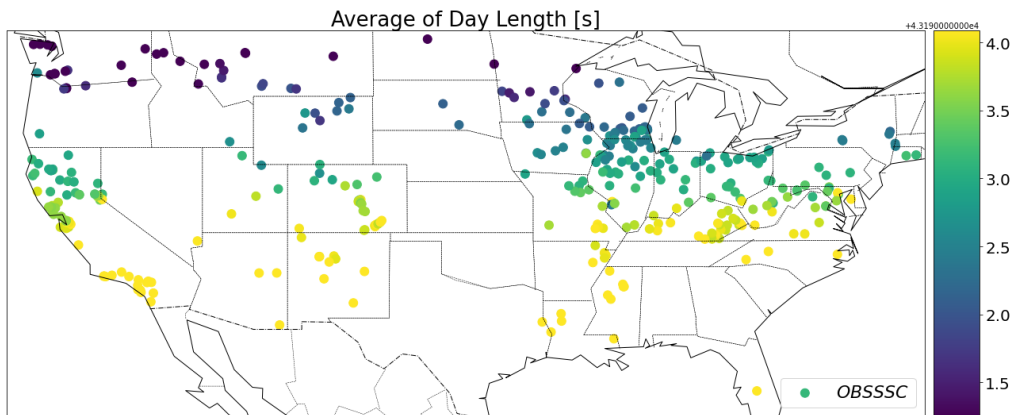 Average of Day Length [s]
+4.3190000000e4
4.0
3.5
3.0
2.5
2.0
1.5
OBSSSC